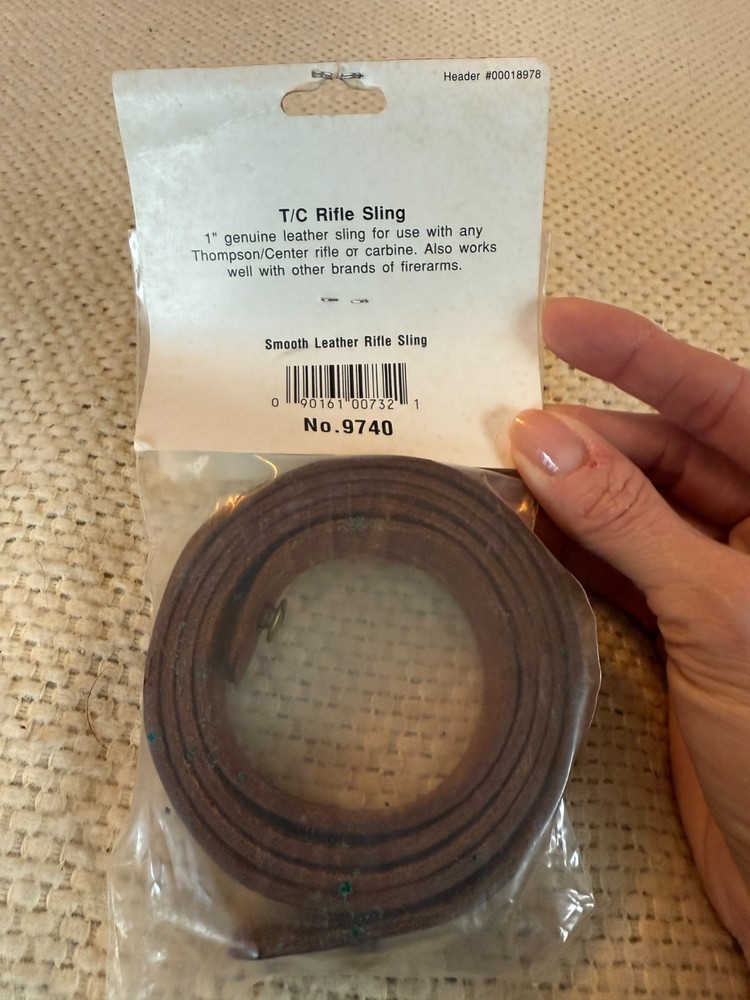 Header #00018978
T/C Rifle Sling
1" genuine leather sling for use with any
Thompson/Center rifle or carbine. Also works
well with other brands of firerarms.
Smooth Leather Rifle Sling
0 90161 00732 1
No.9740